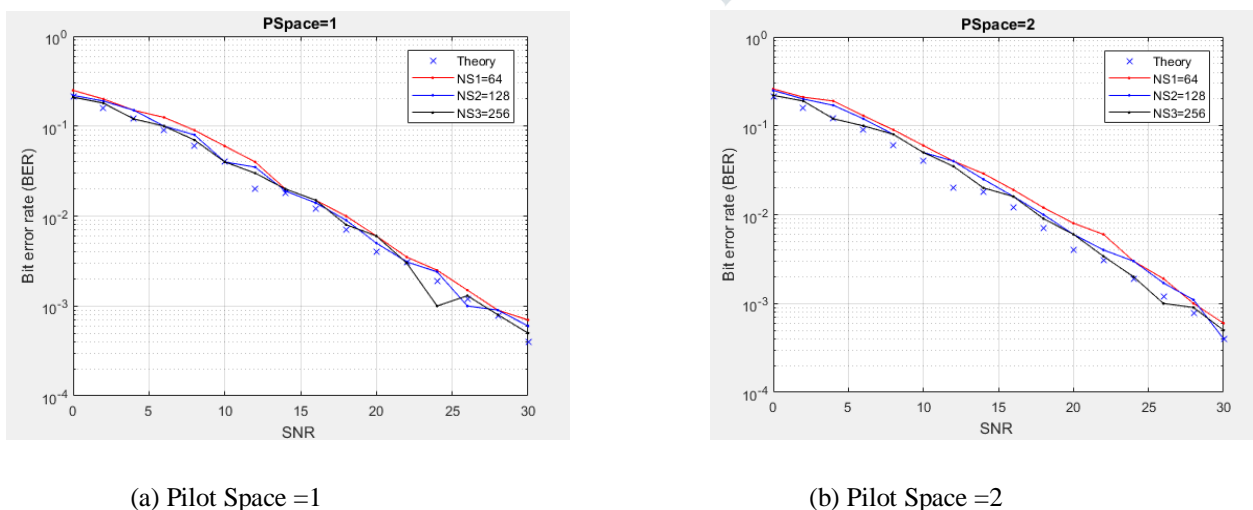 PSpace=1
10^0
10^-1
10^-2
10^-3
10^-4
Bit error rate (BER)
0 5 10 15 20 25 30
SNR
Theory
NS1=64
NS2=128
NS3=256
PSpace=2
10^0
10^-1
10^-2
10^-3
10^-4
Bit error rate (BER)
0 5 10 15 20 25 30
SNR
Theory
NS1=64
NS2=128
NS3=256
(a) Pilot Space =1
(b) Pilot Space =2